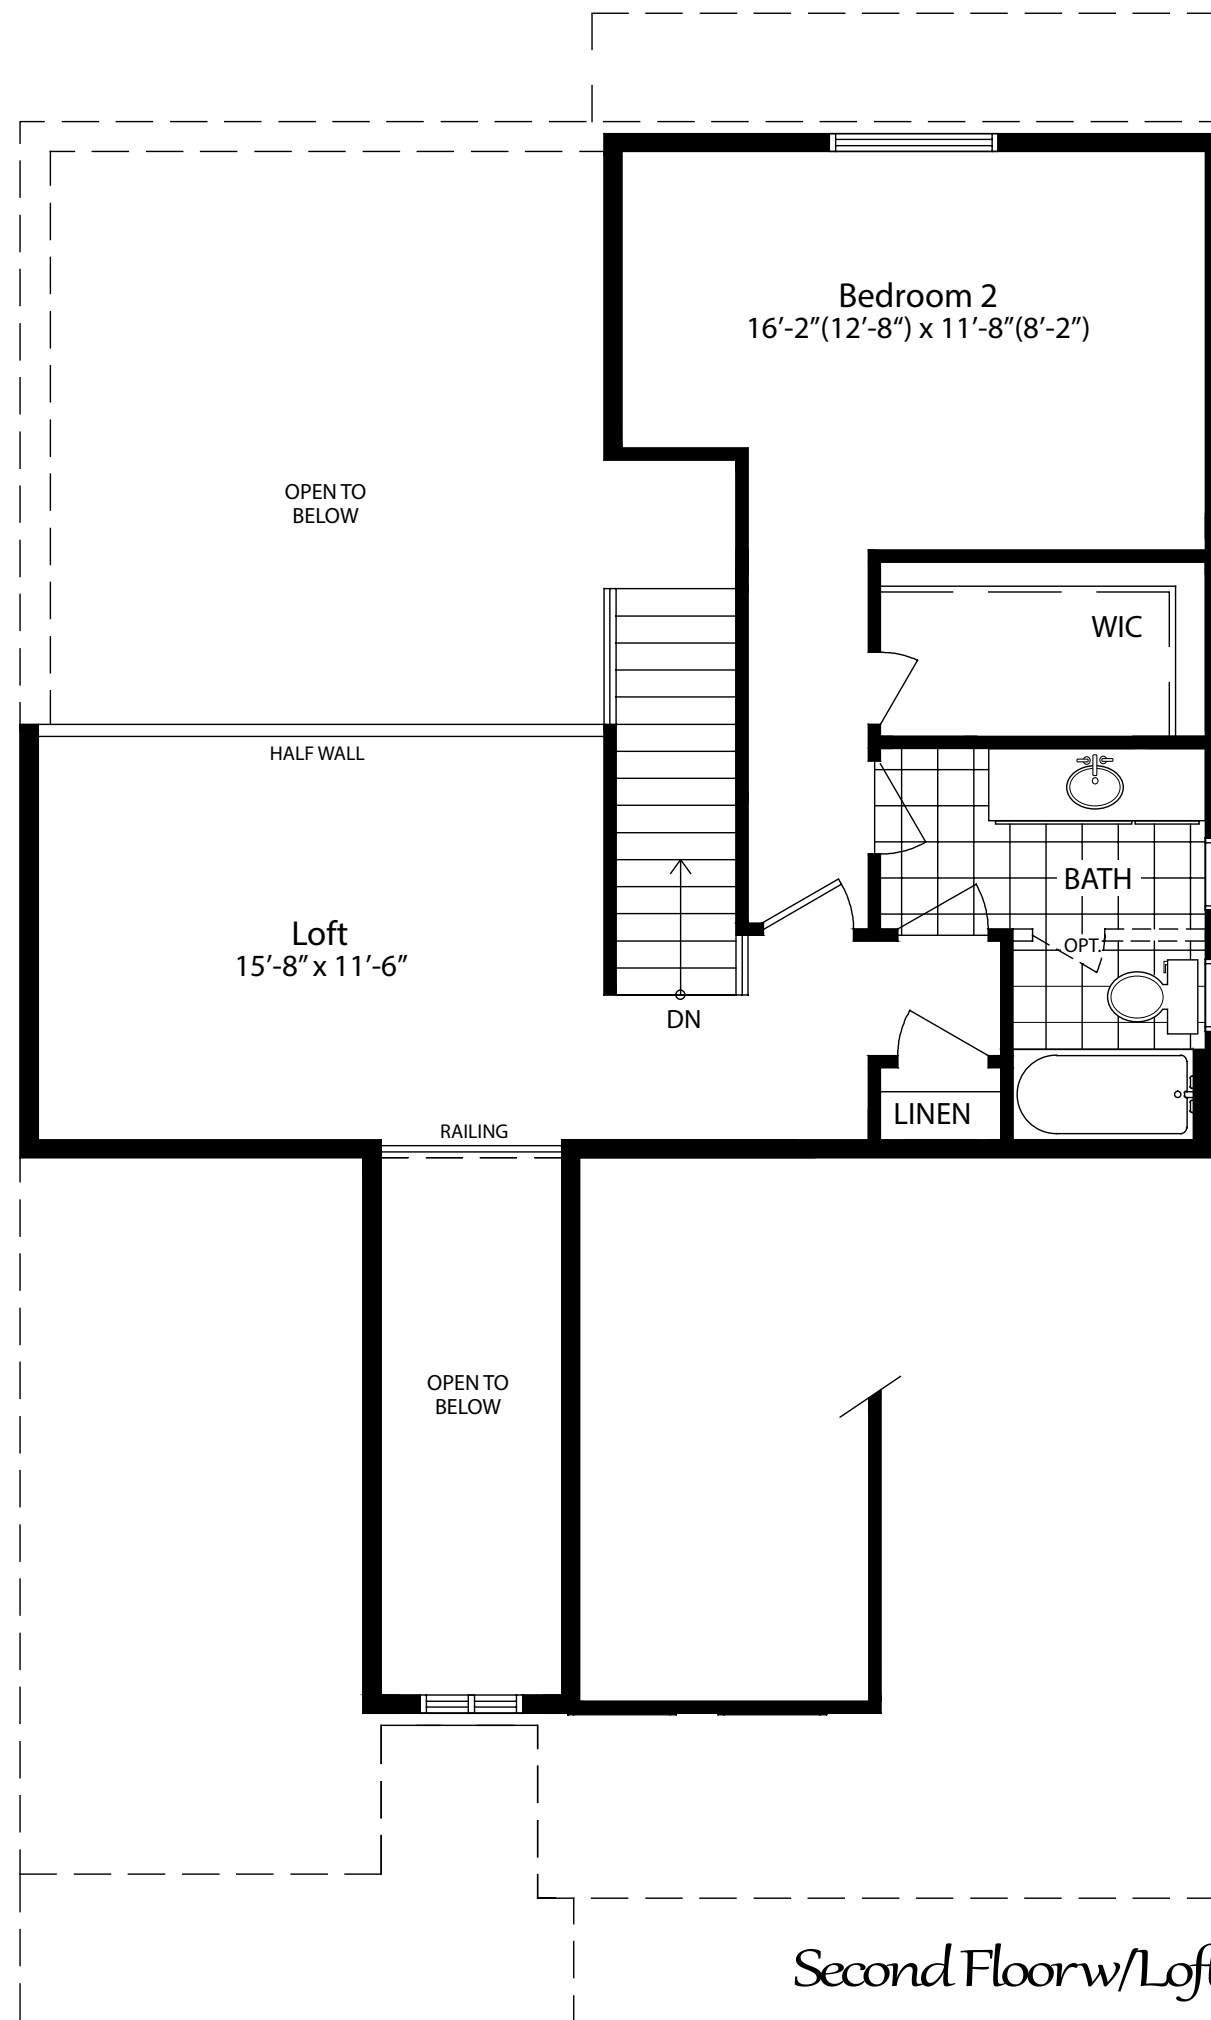 Bedroom 2
16’-2”(12’-8“) x 11’-8”(8’-2”)
OPEN TO
BELOW
WIC
HALF WALL
BATH
Loft
15’-8” x 11’-6”
OPT.
DN
LINEN
RAILING
OPEN TO
BELOW
Second Floor w/Loft